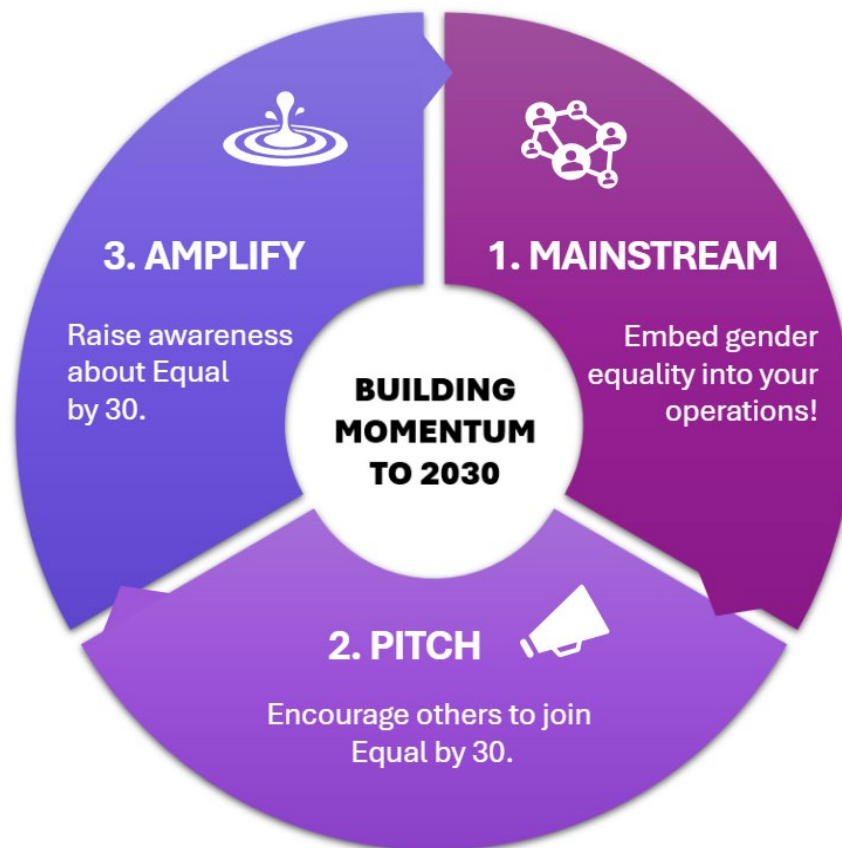 BUILDING
MOMENTUM
TO 2030
1. MAINSTREAM
Embed gender
equality into your
operations!
2. PITCH
Encourage others to join
Equal by 30.
3. AMPLIFY
Raise awareness
about Equal
by 30.